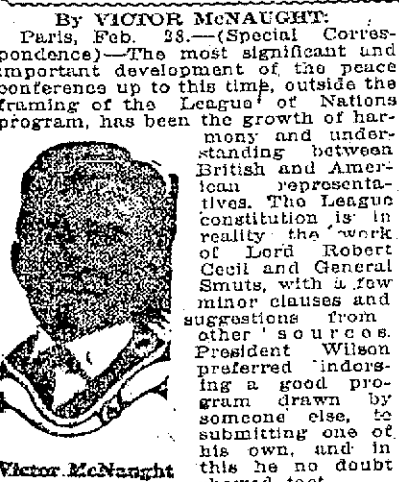 By VICTOR McNAUGHT:
Paris, Feb. 28.—(Special Corres-
pondence)—The most significant and
important development of the peace
conference up to this time, outside the
framing of the League of Nations
program, has been the growth of har-
mony and under-
standing between
British and Amer-
ican representa-
tives. The League
constitution is in
reality the work
of Lord Robert
Cecil and General
Smuts, with a few
minor clauses and
suggestions from
other sources.
President Wilson
preferred indors-
ing a good pro-
gram drawn by
someone else, to
submitting one of
his own, and in
this he no doubt
Victor McNaught